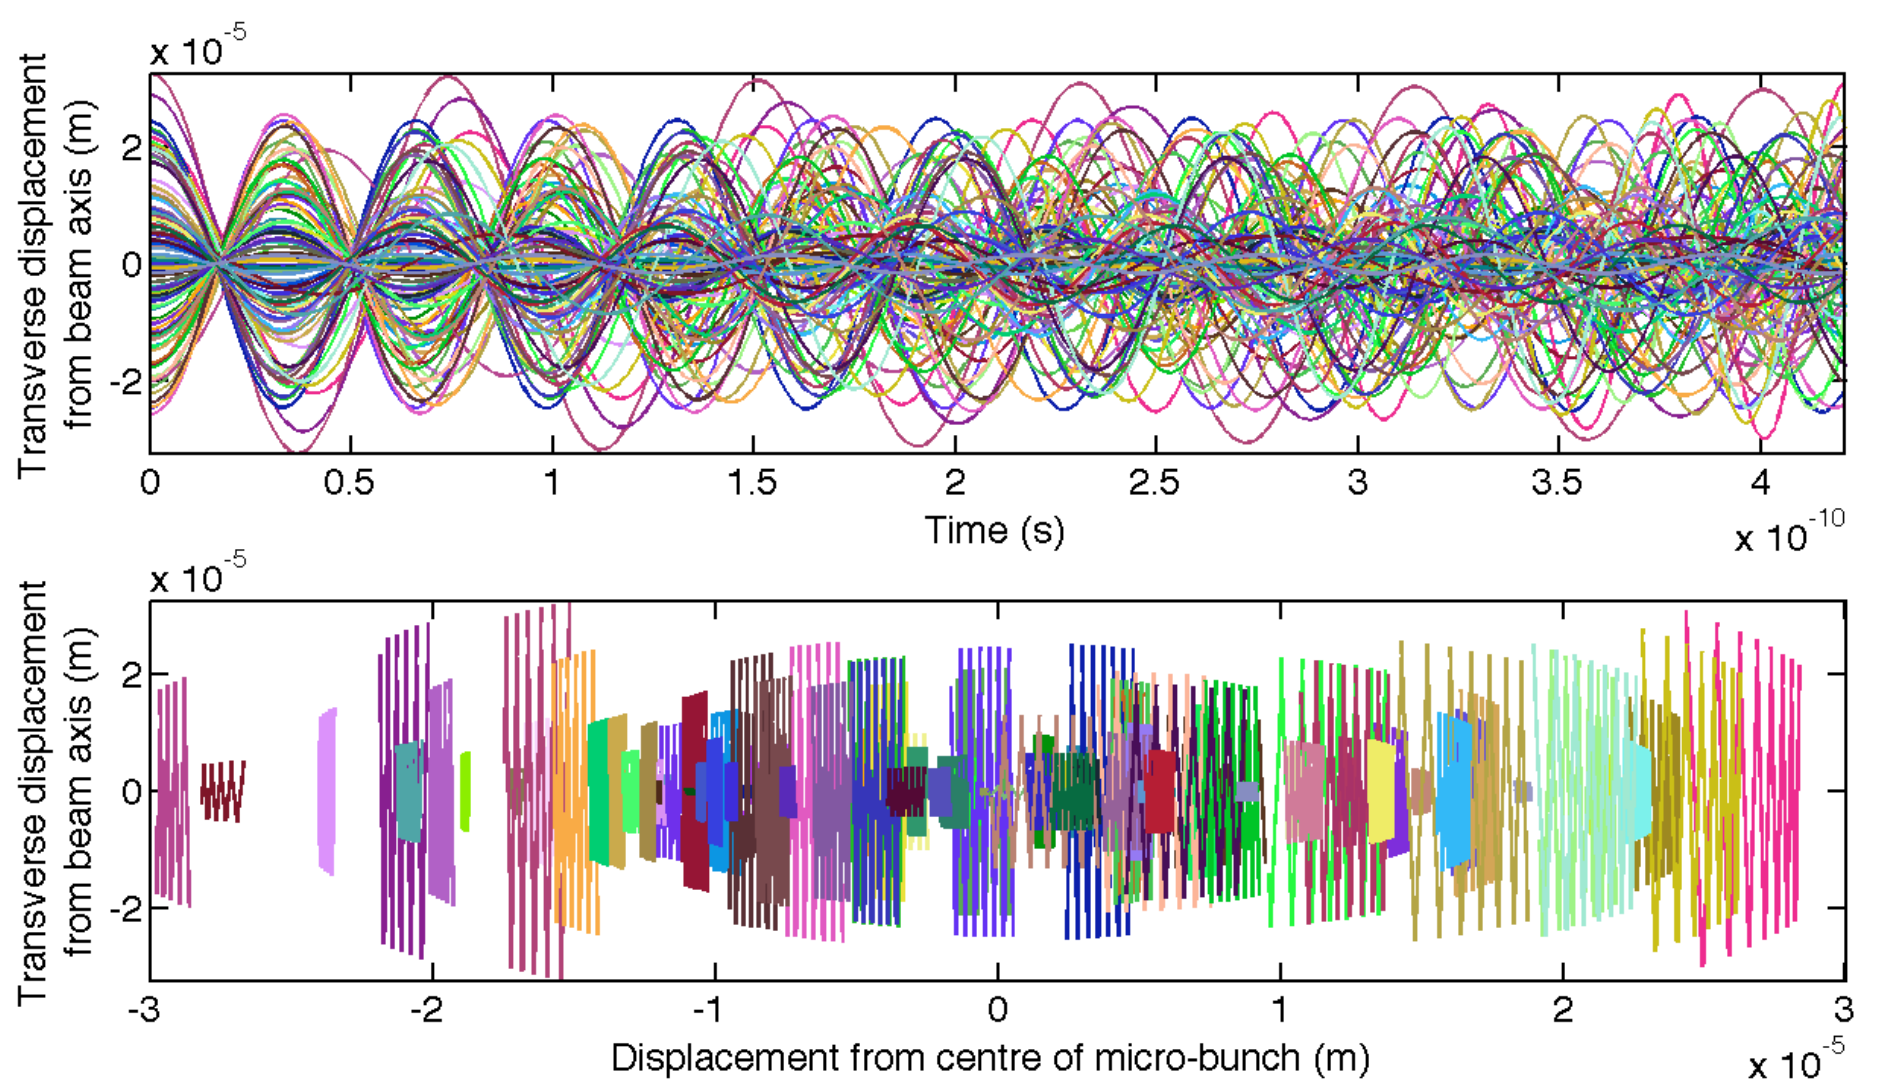 x 10-5
Transverse displacement
from beam axis (m)
2
0
-2
0 0.5 1 1.5 2 2.5 3 3.5 4
Time (s)
x 10-10
x 10-5
Transverse displacement
from beam axis (m)
2
0
-2
-3 -2 -1 0 1 2 3
Displacement from centre of micro-bunch (m)
x 10-5